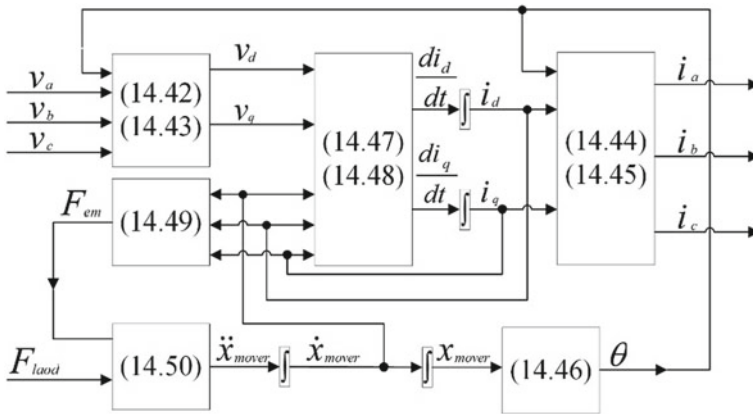 v_a
v_b
v_c
(14.42)
(14.43)
v_d
v_q
(14.47)
(14.48)
di_d
dt
∫
i_d
di_q
dt
∫
i_q
(14.44)
(14.45)
i_a
i_b
i_c
F_em
(14.49)
F_laod
(14.50)
ẍ_mover
∫
ẋ_mover
∫
x_mover
(14.46)
θ